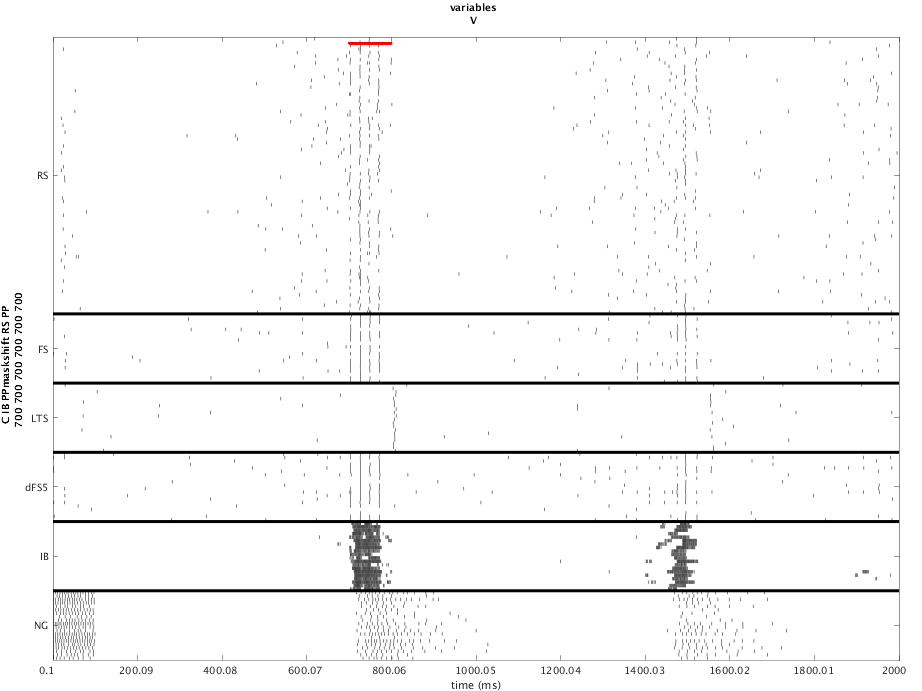 variables
V
C IB PPmaskshift RS PP
700 700 700 700 700 700 700
RS
FS
LTS
dFS5
IB
NG
0.1 200.09 400.08 600.07 800.06 1000.05 1200.04 1400.03 1600.02 1800.01 2000
time (ms)